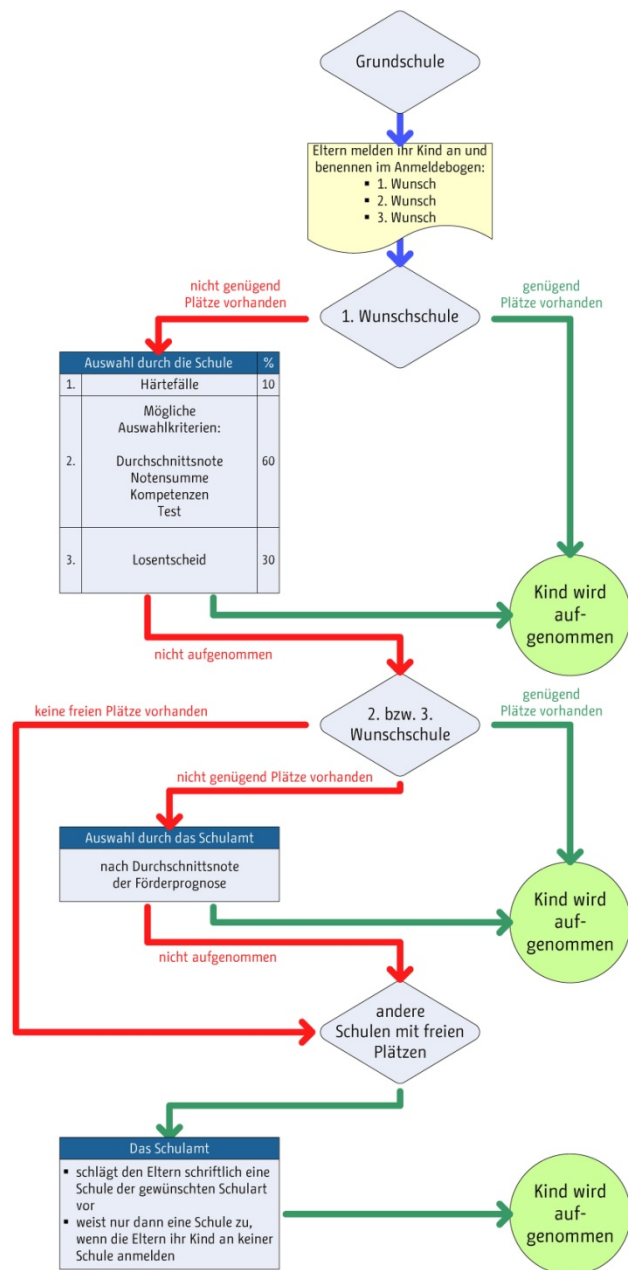 Grundschule
Eltern melden ihr Kind an und
benennen im Anmeldebogen:
▪ 1. Wunsch
▪ 2. Wunsch
▪ 3. Wunsch
nicht genügend
Plätze vorhanden
genügend
Plätze vorhanden
1. Wunschschule
Auswahl durch die Schule %
1. Härtefälle 10
Mögliche
Auswahlkriterien:
Durchschnittsnote
2. 60
Notensumme
Kompetenzen
Test
3. Losentscheid 30
Kind wird
auf-
genommen
nicht aufgenommen
keine freien Plätze vorhanden
2. bzw. 3.
Wunschschule
genügend
Plätze vorhanden
nicht genügend Plätze vorhanden
Auswahl durch das Schulamt
nach Durchschnittsnote
der Förderprognose
Kind wird
auf-
genommen
nicht aufgenommen
andere
Schulen mit freien
Plätzen
Das Schulamt
▪ schlägt den Eltern schriftlich eine
Schule der gewünschten Schulart
vor
▪ weist nur dann eine Schule zu,
wenn die Eltern ihr Kind an keiner
Schule anmelden
Kind wird
auf-
genommen